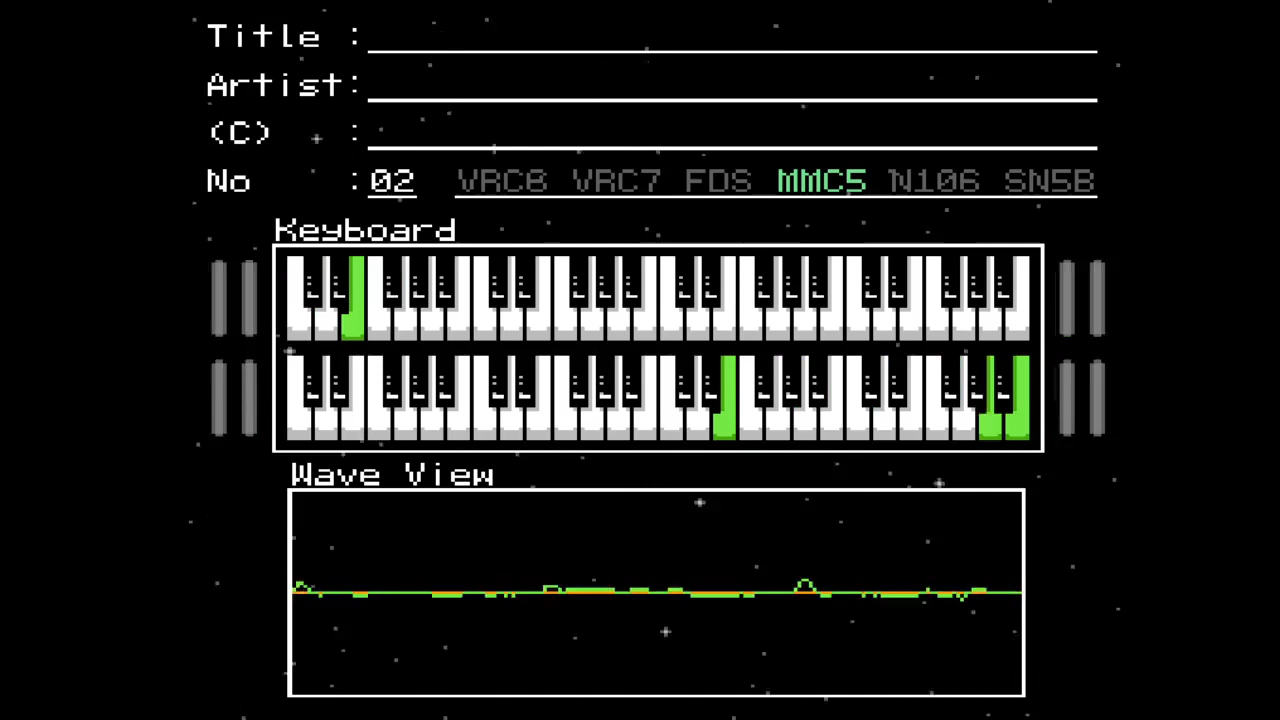 Title :
Artist:
(C) :
No :02 VRC6 VRC7 FDS MMC5 N106 SN5B
Keyboard
Wave View